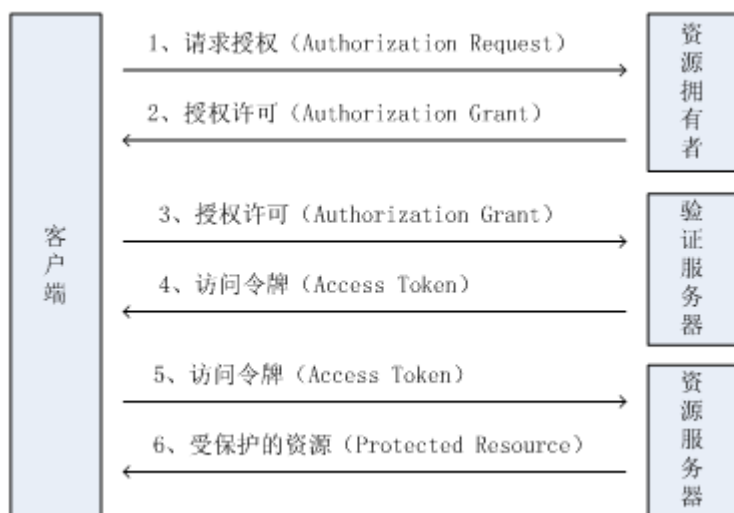 1、请求授权（Authorization Request）
资源拥有者
2、授权许可（Authorization Grant）
客户端
3、授权许可（Authorization Grant）
验证服务器
4、访问令牌（Access Token）
5、访问令牌（Access Token）
资源服务器
6、受保护的资源（Protected Resource）